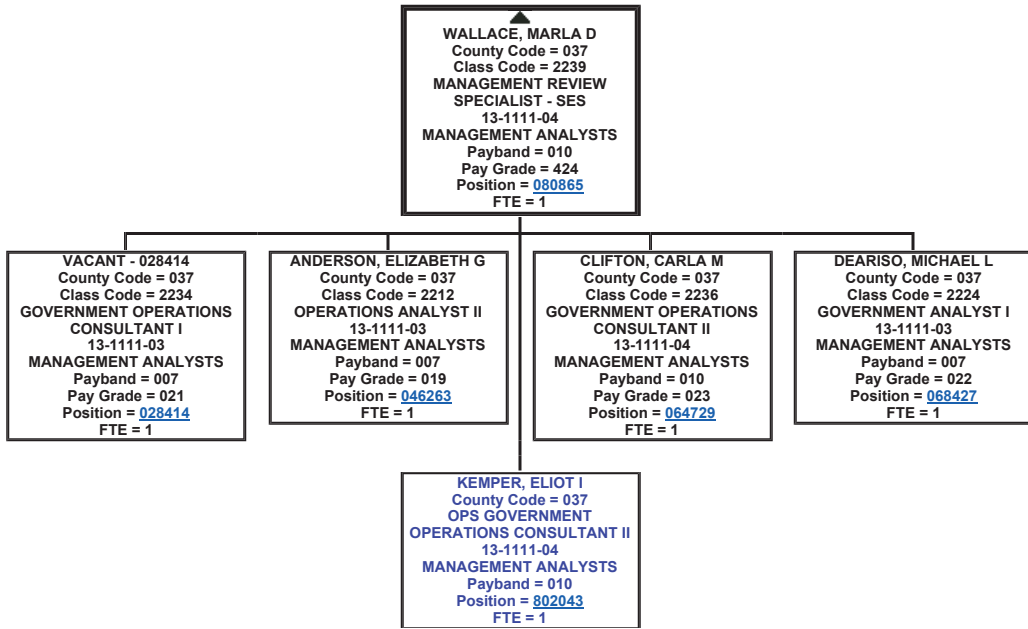 WALLACE, MARLA D
County Code = 037
Class Code = 2239
MANAGEMENT REVIEW
SPECIALIST - SES
13-1111-04
MANAGEMENT ANALYSTS
Payband = 010
Pay Grade = 424
Position = 080865
FTE = 1
VACANT - 028414
County Code = 037
Class Code = 2234
GOVERNMENT OPERATIONS
CONSULTANT I
13-1111-03
MANAGEMENT ANALYSTS
Payband = 007
Pay Grade = 021
Position = 028414
FTE = 1
ANDERSON, ELIZABETH G
County Code = 037
Class Code = 2212
OPERATIONS ANALYST II
13-1111-03
MANAGEMENT ANALYSTS
Payband = 007
Pay Grade = 019
Position = 046263
FTE = 1
CLIFTON, CARLA M
County Code = 037
Class Code = 2236
GOVERNMENT OPERATIONS
CONSULTANT II
13-1111-04
MANAGEMENT ANALYSTS
Payband = 010
Pay Grade = 023
Position = 064729
FTE = 1
DEARISO, MICHAEL L
County Code = 037
Class Code = 2224
GOVERNMENT ANALYST I
13-1111-03
MANAGEMENT ANALYSTS
Payband = 007
Pay Grade = 022
Position = 068427
FTE = 1
KEMPER, ELIOT I
County Code = 037
OPS GOVERNMENT
OPERATIONS CONSULTANT II
13-1111-04
MANAGEMENT ANALYSTS
Payband = 010
Position = 802043
FTE = 1